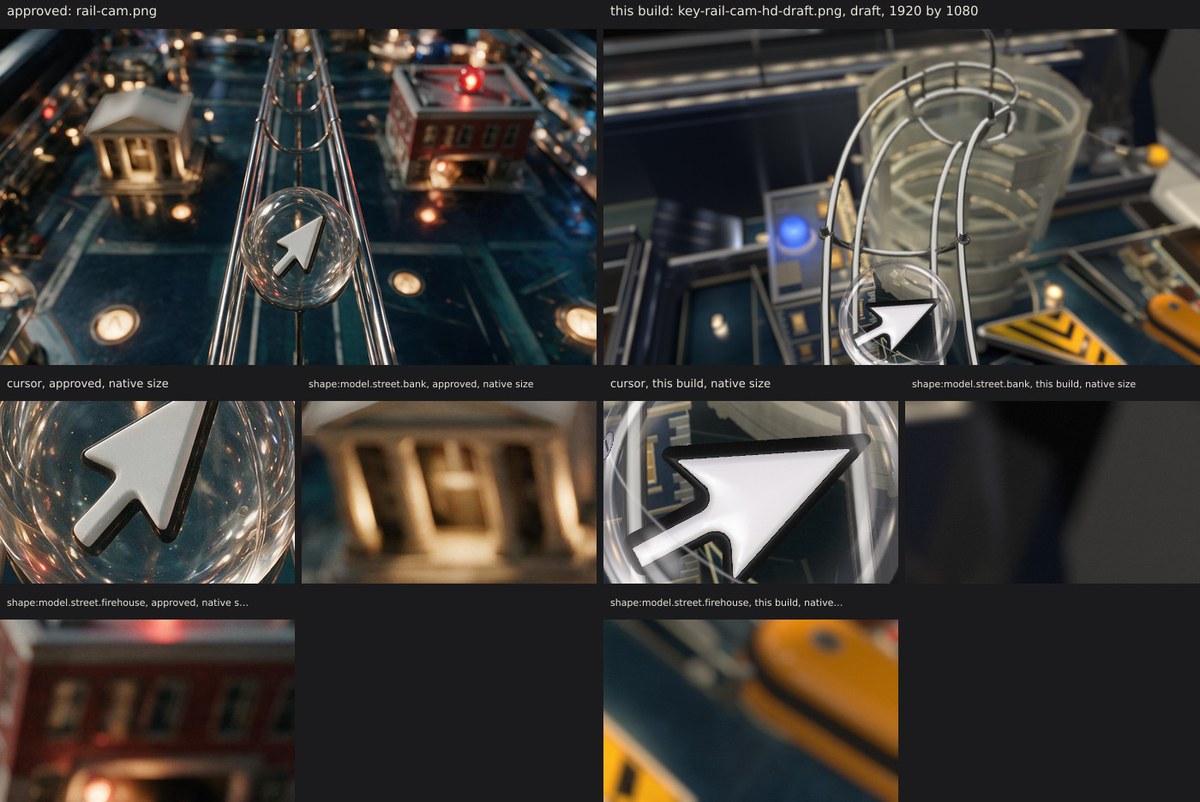 approved: rail-cam.png
this build: key-rail-cam-hd-draft.png, draft, 1920 by 1080
cursor, approved, native size
shape:model.street.bank, approved, native size
cursor, this build, native size
shape:model.street.bank, this build, native size
shape:model.street.firehouse, approved, native s...
shape:model.street.firehouse, this build, native...